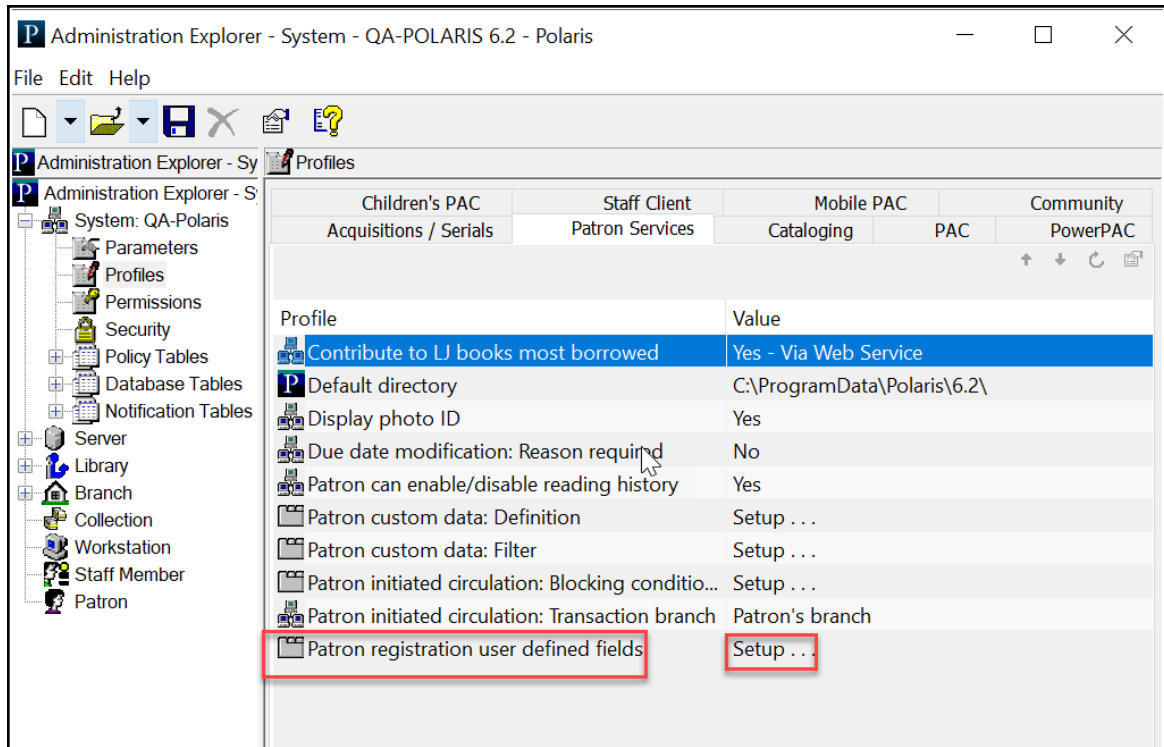 Administration Explorer - System - QA-POLARIS 6.2 - Polaris
File Edit Help
Administration Explorer - Sy
Profiles
Administration Explorer - S
System: QA-Polaris
Parameters
Profiles
Permissions
Security
Policy Tables
Database Tables
Notification Tables
Server
Library
Branch
Collection
Workstation
Staff Member
Patron
Children's PAC Staff Client Mobile PAC Community
Acquisitions / Serials Patron Services Cataloging PAC PowerPAC
Profile Value
Contribute to LJ books most borrowed Yes - Via Web Service
Default directory C:\ProgramData\Polaris\6.2\
Display photo ID Yes
Due date modification: Reason required No
Patron can enable/disable reading history Yes
Patron custom data: Definition Setup . . .
Patron custom data: Filter Setup . . .
Patron initiated circulation: Blocking conditio... Setup . . .
Patron initiated circulation: Transaction branch Patron's branch
Patron registration user defined fields Setup . . .